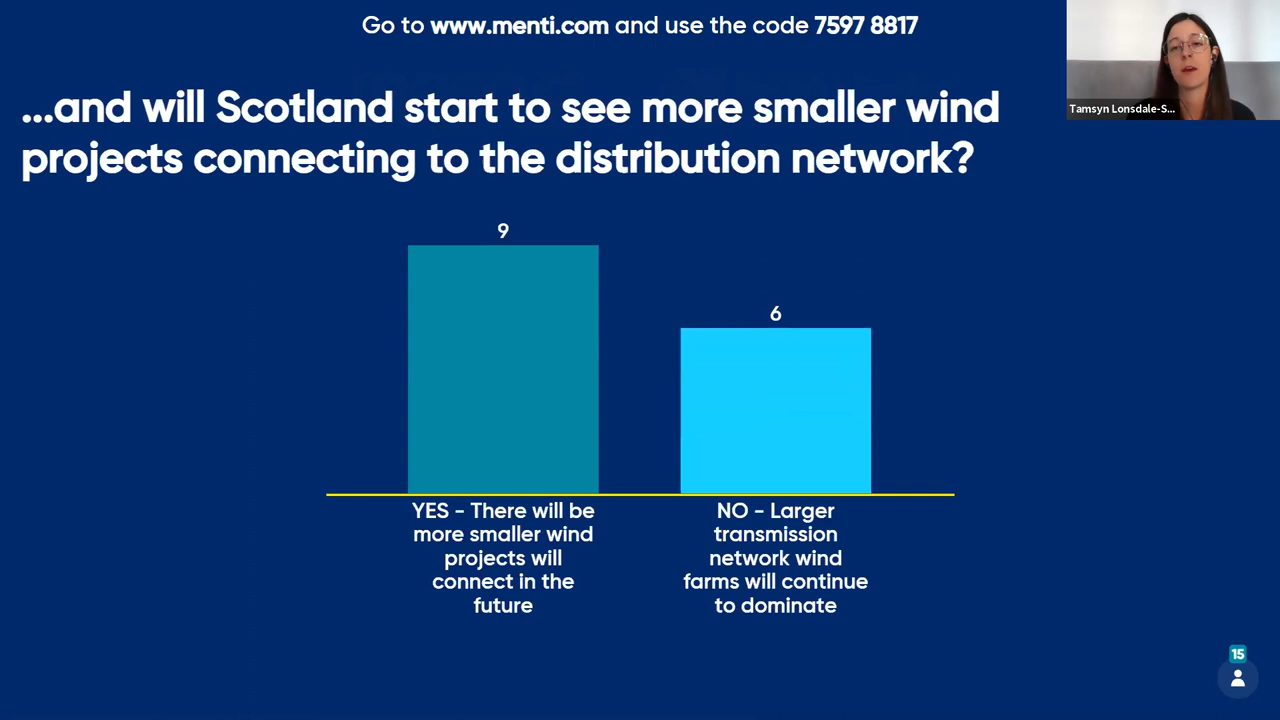 Go to www.menti.com and use the code 7597 8817
...and will Scotland start to see more smaller wind
projects connecting to the distribution network?
Tamsyn Lonsdale-S...
9
6
YES - There will be
more smaller wind
projects will
connect in the
future
NO - Larger
transmission
network wind
farms will continue
to dominate
15